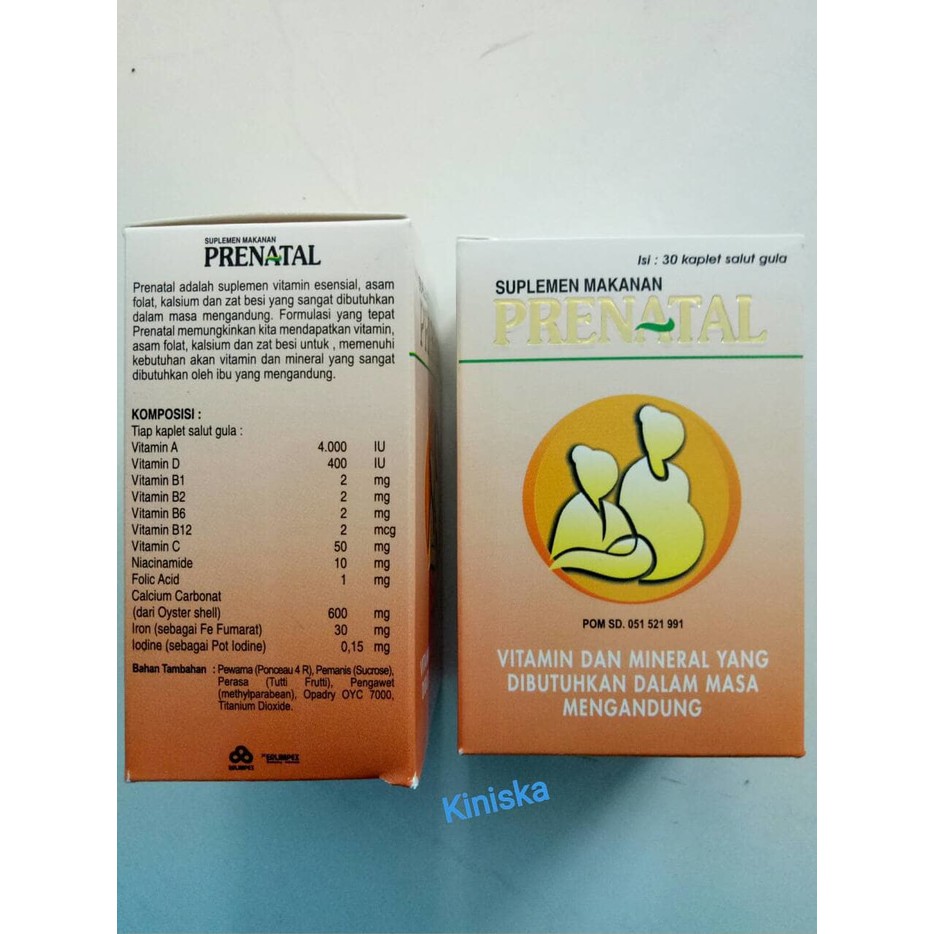 SUPLEMEN MAKANAN
PRENATAL
Prenatal adalah suplemen vitamin esensial, asam
folat, kalsium dan zat besi yang sangat dibutuhkan
dalam masa mengandung. Formulasi yang tepat
Prenatal memungkinkan kita mendapatkan vitamin,
asam folat, kalsium dan zat besi untuk , memenuhi
kebutuhan akan vitamin dan mineral yang sangat
dibutuhkan oleh ibu yang mengandung.
KOMPOSISI :
Tiap kaplet salut gula :
Vitamin A 4.000 IU
Vitamin D 400 IU
Vitamin B1 2 mg
Vitamin B2 2 mg
Vitamin B6 2 mg
Vitamin B12 2 mcg
Vitamin C 50 mg
Niacinamide 10 mg
Folic Acid 1 mg
Calcium Carbonat
(dari Oyster shell) 600 mg
Iron (sebagai Fe Fumarat) 30 mg
Iodine (sebagai Pot Iodine) 0,15 mg
Bahan Tambahan : Pewarna (Ponceau 4 R), Pemanis (Sucrose),
Perasa (Tutti Frutti), Pengawet
(methylparabean), Opadry OYC 7000,
Titanium Dioxide.
Isi : 30 kaplet salut gula
SUPLEMEN MAKANAN
PRENATAL
POM SD. 051 521 991
VITAMIN DAN MINERAL YANG
DIBUTUHKAN DALAM MASA
MENGANDUNG
Kiniska